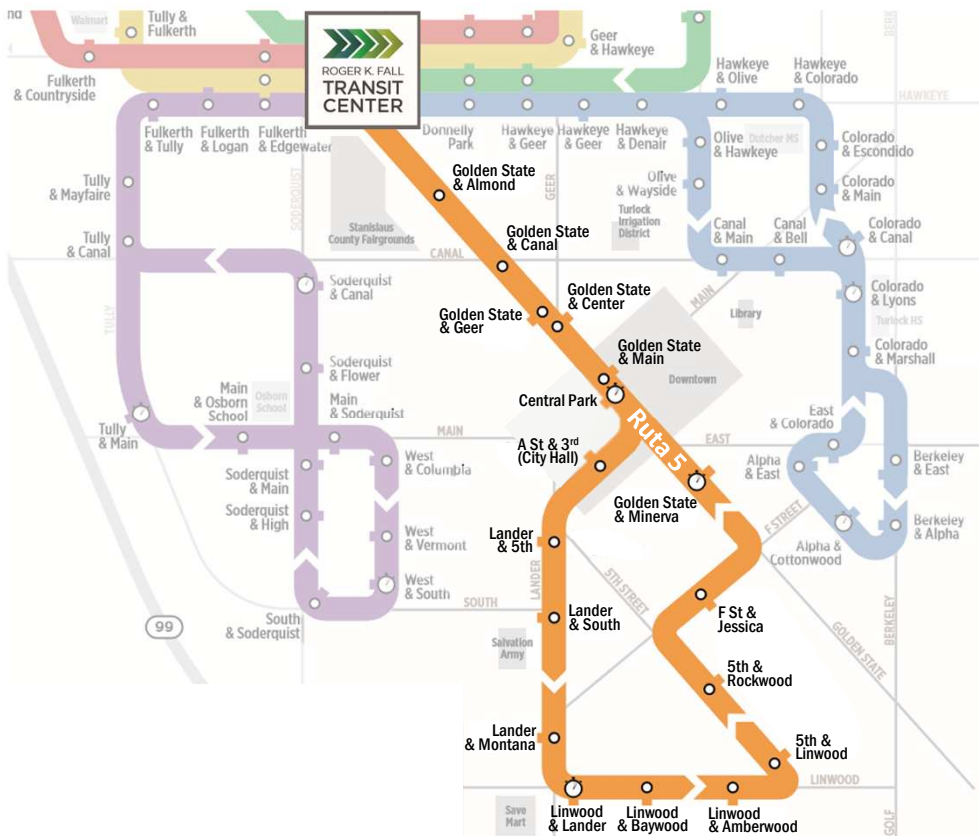 Walmart
Tully &
Fulkerth
Fulkerth
& Countryside
ROGER K. FALL
TRANSIT
CENTER
Geer
& Hawkeye
Hawkeye
& Olive
Hawkeye
& Colorado
HAWKEYE
Fulkerth
& Tully
Fulkerth
& Logan
Fulkerth
& Edgewater
Donnelly
Park
Hawkeye
& Geer
Hawkeye
& Geer
Hawkeye
& Denair
Olive
& Hawkeye
Dutcher MS
Colorado
& Escondido
Tully
& Mayfaire
SODERQUIST
Golden State
& Almond
GEER
Olive
& Wayside
Colorado
& Main
Stanislaus
County Fairgrounds
Turlock
Irrigation
District
Tully
& Canal
Golden State
& Canal
CANAL
Canal
& Main
Canal
& Bell
Colorado
& Canal
Soderquist
& Canal
Golden State
& Center
MAIN
Colorado
& Lyons
TULLY
Golden State
& Geer
Library
Turlock HS
Golden State
& Main
Colorado
& Marshall
Soderquist
& Flower
Downtown
Main
& Osborn
School
Osborn
School
Main
& Soderquist
Central Park
Ruta 5
East
& Colorado
Tully
& Main
MAIN
A St & 3rd
(City Hall)
EAST
Soderquist
& Main
West
& Columbia
Alpha
& East
Berkeley
& East
Golden State
& Minerva
Soderquist
& High
F STREET
Lander
& 5th
West
& Vermont
Alpha &
Cottonwood
Berkeley
& Alpha
LANDER
5TH STREET
West
& South
SOUTH
South
& Soderquist
Lander
& South
F St &
Jessica
GOLDEN STATE
BERKELEY
99
Salvation
Army
5th &
Rockwood
Lander
& Montana
5th &
Linwood
LINWOOD
Save
Mart
Linwood
& Lander
Linwood
& Baywood
Linwood
& Amberwood
GOLF